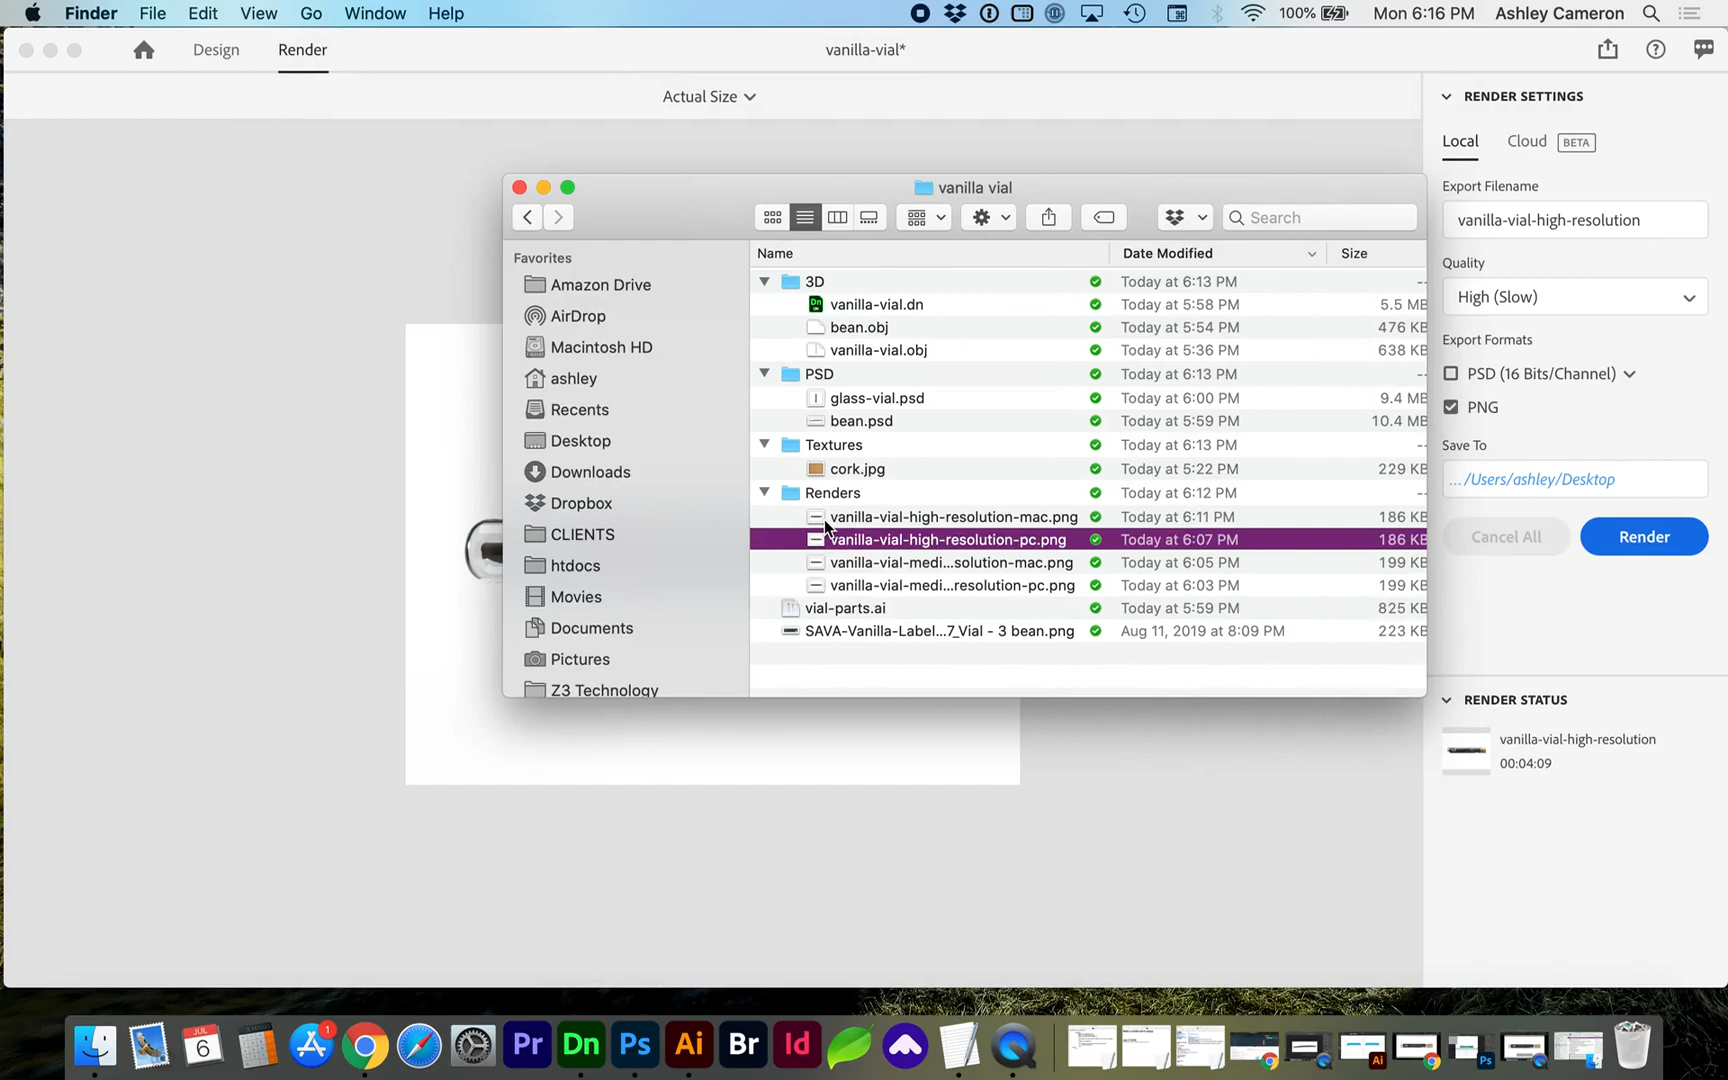 Finder File Edit View Go Window Help 100% Mon 6:16 PM Ashley Cameron
Design Render vanilla-vial*
Actual Size
RENDER SETTINGS
Local Cloud BETA
Export Filename
vanilla-vial-high-resolution
Quality
High (Slow)
Export Formats
PSD (16 Bits/Channel)
PNG
Save To
.../Users/ashley/Desktop
Cancel All Render
RENDER STATUS
vanilla-vial-high-resolution
00:04:09
vanilla vial
Search
Favorites
Amazon Drive
AirDrop
Macintosh HD
ashley
Recents
Desktop
Downloads
Dropbox
CLIENTS
htdocs
Movies
Documents
Pictures
Z3 Technology
Name Date Modified Size
3D Today at 6:13 PM --
Dn vanilla-vial.dn Today at 5:58 PM 5.5 MB
bean.obj Today at 5:54 PM 476 KB
vanilla-vial.obj Today at 5:36 PM 638 KB
PSD Today at 6:13 PM --
glass-vial.psd Today at 6:00 PM 9.4 MB
bean.psd Today at 5:59 PM 10.4 MB
Textures Today at 6:13 PM --
cork.jpg Today at 5:22 PM 229 KB
Renders Today at 6:12 PM --
vanilla-vial-high-resolution-mac.png Today at 6:11 PM 186 KB
vanilla-vial-high-resolution-pc.png Today at 6:07 PM 186 KB
vanilla-vial-medi...solution-mac.png Today at 6:05 PM 199 KB
vanilla-vial-medi...resolution-pc.png Today at 6:03 PM 199 KB
vial-parts.ai Today at 5:59 PM 825 KB
SAVA-Vanilla-Label...7_Vial - 3 bean.png Aug 11, 2019 at 8:09 PM 223 KB
JUL 6 1 Pr Dn Ps Ai Br Id Ai Ps